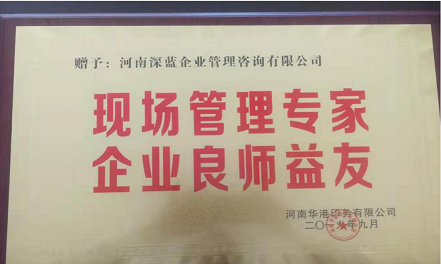 赠予：河南深蓝企业管理咨询有限公司
现场管理专家
企业良师益友
河南华港印务有限公司
二〇一九年九月